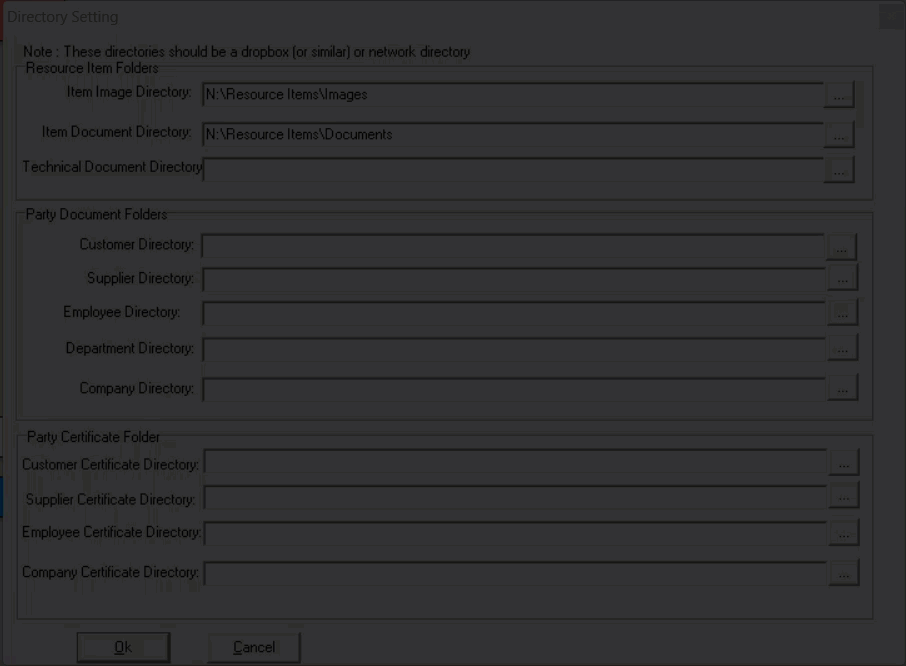 Directory Setting
Note : These directories should be a dropbox (or similar) or network directory
Resource Item Folders
Item Image Directory: N:\Resource Items\Images ...
Item Document Directory: N:\Resource Items\Documents ...
Technical Document Directory ...
Party Document Folders
Customer Directory: ...
Supplier Directory: ...
Employee Directory: ...
Department Directory: ...
Company Directory: ...
Party Certificate Folder
Customer Certificate Directory: ...
Supplier Certificate Directory: ...
Employee Certificate Directory: ...
Company Certificate Directory: ...
Ok Cancel